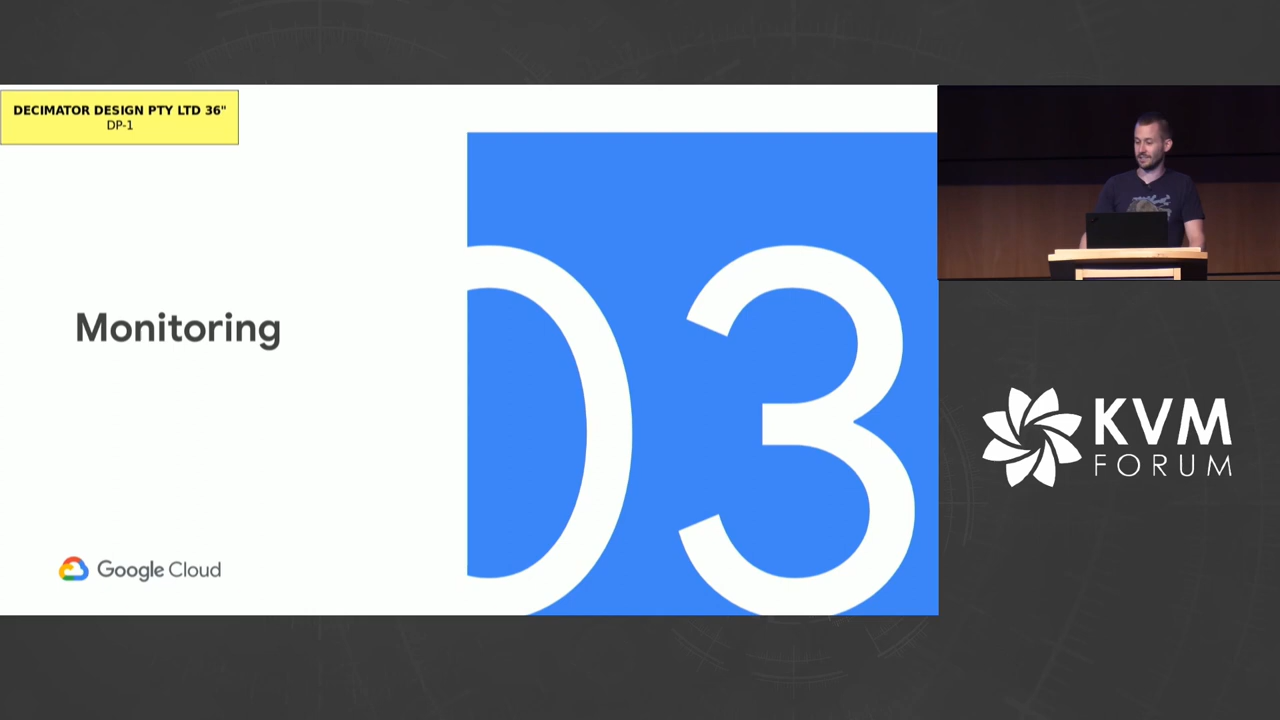 DECIMATOR DESIGN PTY LTD 36"
DP-1
Monitoring
03
Google Cloud
KVM
FORUM